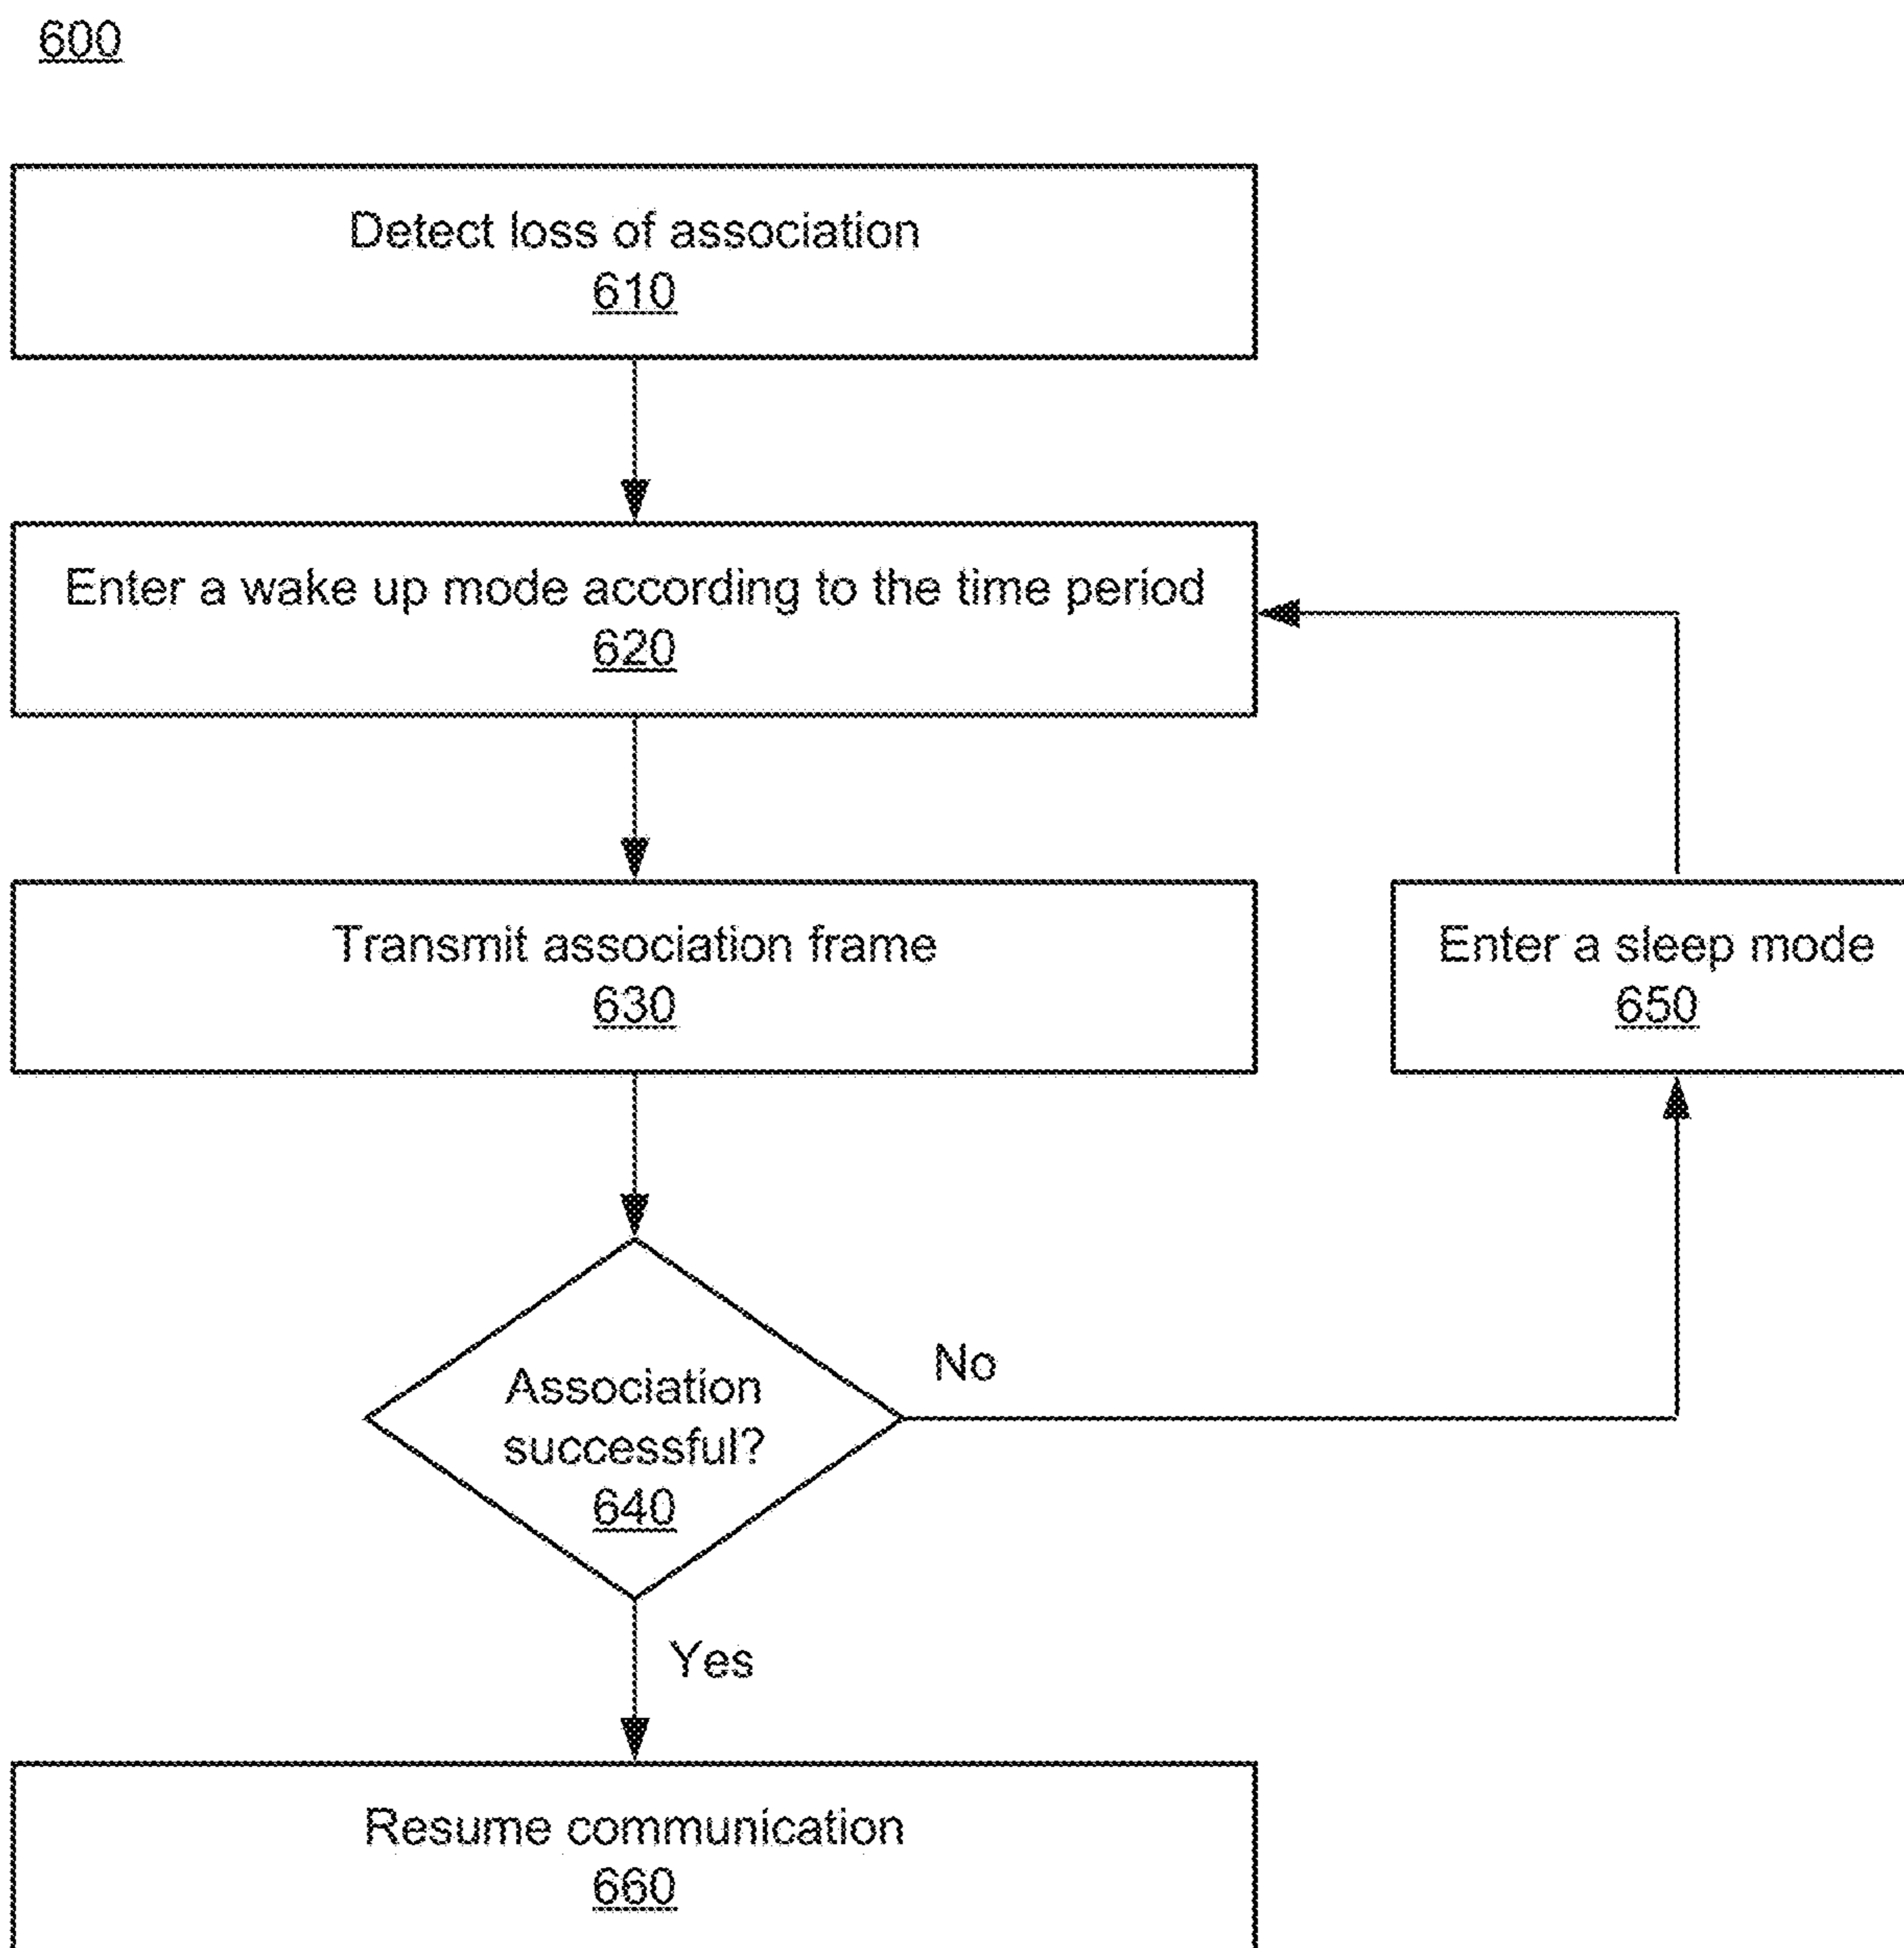 600
Detect loss of association
610
Enter a wake up mode according to the time period
620
Transmit association frame
630
Enter a sleep mode
650
Association
successful?
640
No
Yes
Resume communication
660